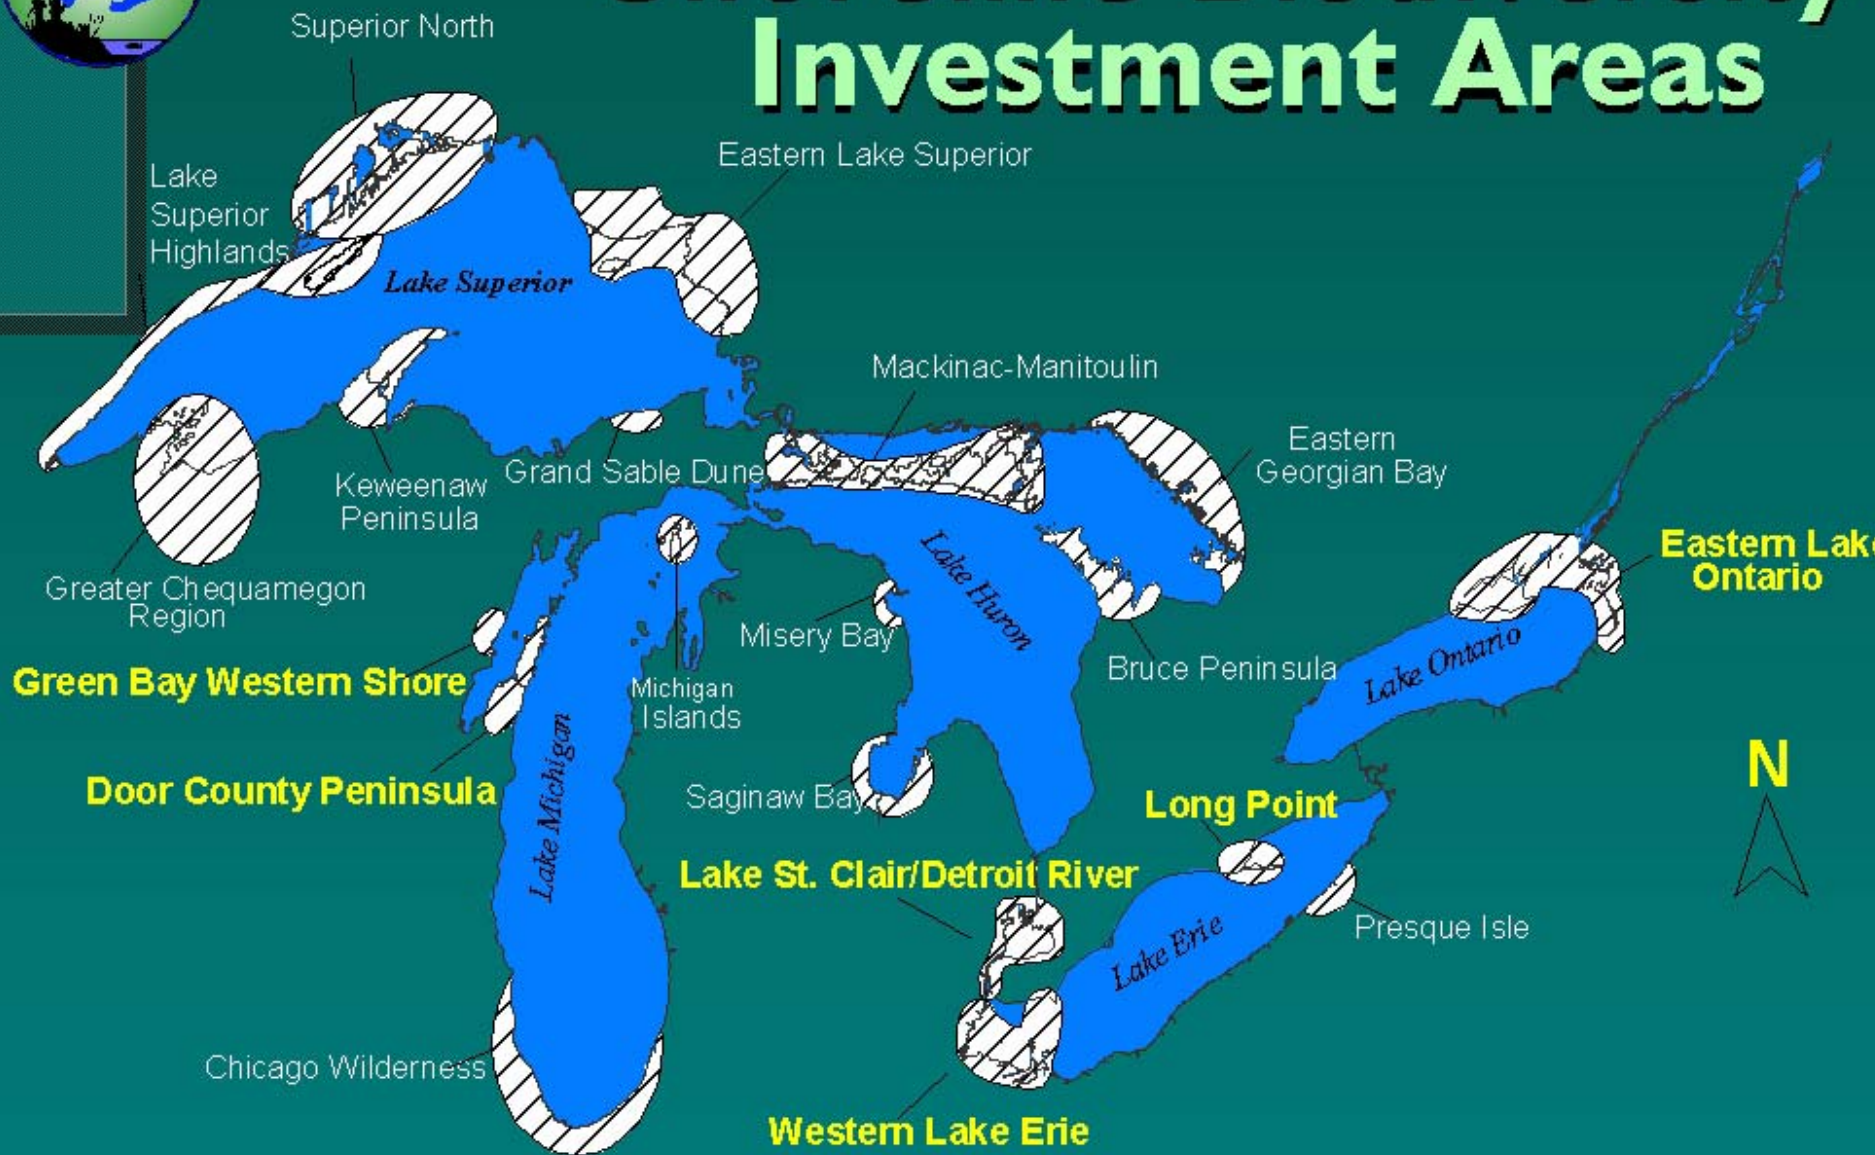 Shoreline Biodiversity
Investment Areas
Superior North
Eastern Lake Superior
Lake
Superior
Highlands
Lake Superior
Mackinac-Manitoulin
Eastern
Georgian Bay
Grand Sable Dune
Keweenaw
Peninsula
Greater Chequamegon
Region
Eastern Lake
Ontario
Lake Huron
Misery Bay
Bruce Peninsula
Lake Ontario
Green Bay Western Shore
Michigan
Islands
Door County Peninsula
Lake Michigan
Saginaw Bay
Long Point
N
Lake St. Clair/Detroit River
Presque Isle
Lake Erie
Chicago Wilderness
Western Lake Erie